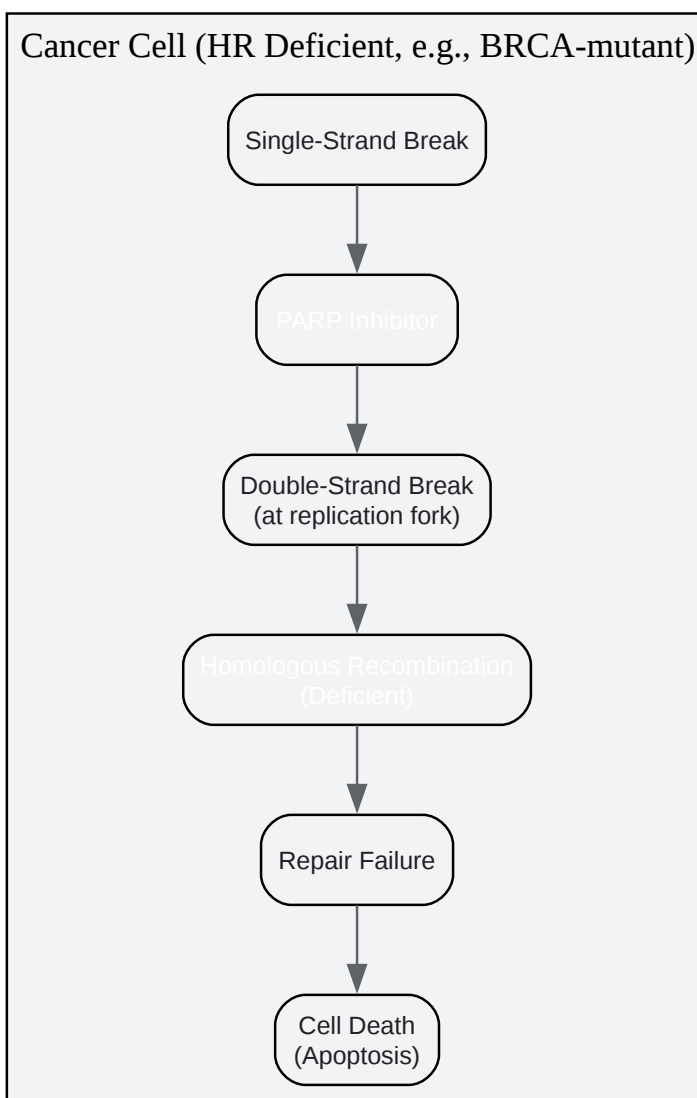 Cancer Cell (HR Deficient, e.g., BRCA-mutant)
Single-Strand Break
PARP Inhibitor
Double-Strand Break
(at replication fork)
Homologous Recombination
(Deficient)
Repair Failure
Cell Death
(Apoptosis)